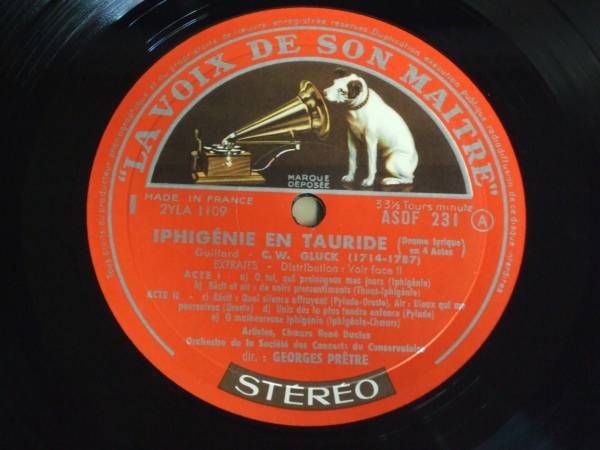 "LA VOIX DE SON MAITRE"
MARQUE
DÉPOSÉE
MADE IN FRANCE
2YLA 1109
33⅓ Tours minute
ASDF 231 A
IPHIGÉNIE EN TAURIDE (Drame lyrique) en 4 Actes
Guillard - C. W. GLUCK (1714-1787)
EXTRAITS - Distribution : Voir face II
ACTE I - a) O toi, qui prolongeas mes jours (Iphigénie)
b) Récit et air : de noirs pressentiments (Thoas-Iphigénie)
ACTE II - c) Récit : Quel silence effrayant (Pylade-Oreste). Air : Dieux qui me
poursuivez (Oreste) d) Unis dès la plus tendre enfance (Pylade)
e) O malheureuse Iphigénie (Iphigénie-Chœurs)
Artistes, Chœurs René Duclos
Orchestre de la Société des Concerts du Conservatoire
dir. : GEORGES PRÊTRE
STÉRÉO